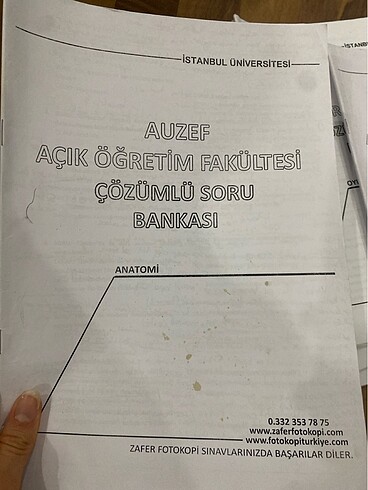 İSTANBUL ÜNİVERSİTESİ
AUZEF
AÇIK ÖĞRETİM FAKÜLTESİ
ÇÖZÜMLÜ SORU
BANKASI
ANATOMİ
0.332 353 78 75
www.zaferfotokopi.com
www.fotokopiturkiye.com
ZAFER FOTOKOPİ SINAVLARINIZDA BAŞARILAR DİLER.